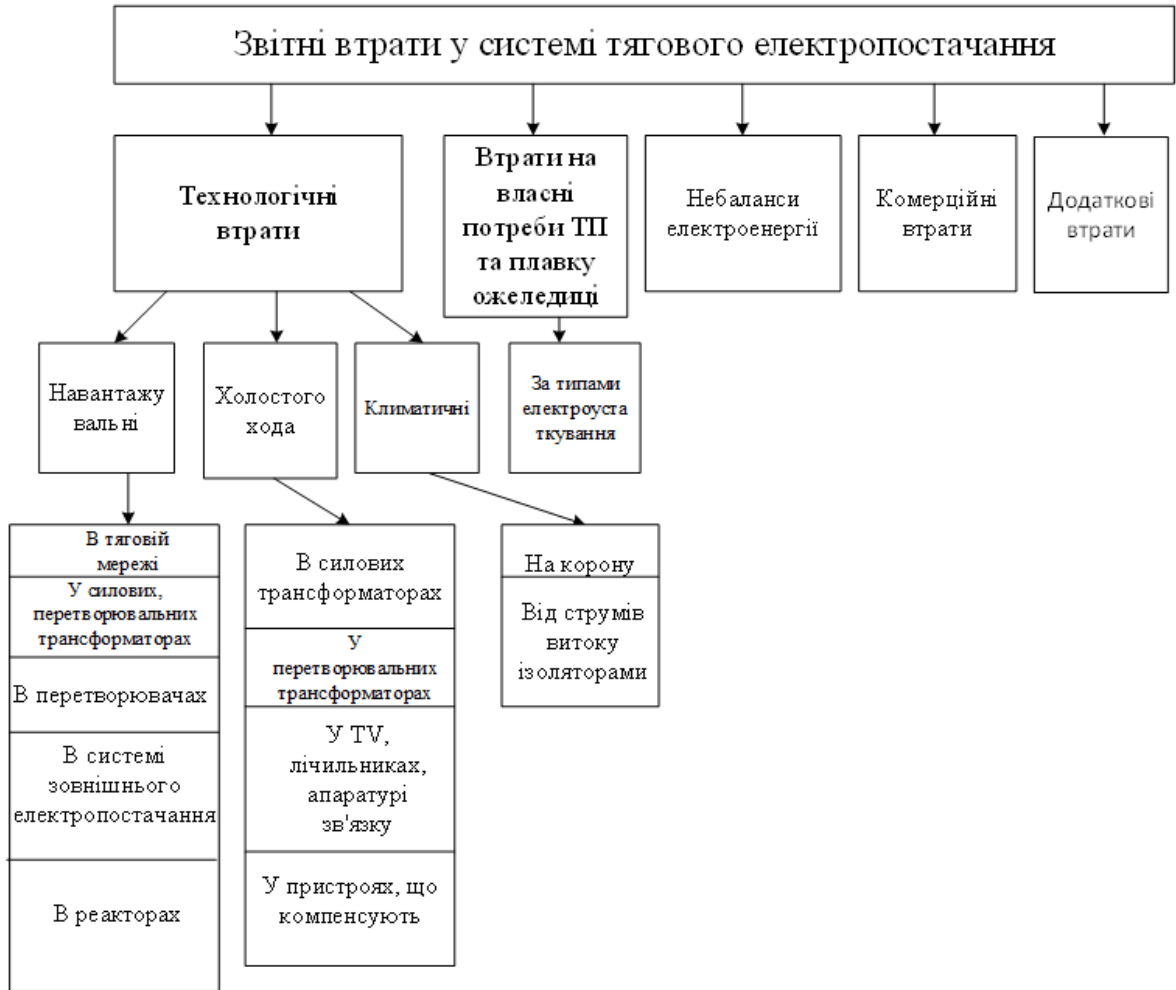 Звітні втрати у системі тягового електропостачання
Технологічні
втрати
Втрати на
власні
потреби ТП
та плавку
ожеледиці
Небаланси
електроенергії
Комерційні
втрати
Додаткові
втрати
Навантажу
вальні
Холостого
хода
Климатичні
За типами
електроуста
ткування
В тяговій
мережі
У силових,
перетворювальних
трансформаторах
В перетворювачах
В системі
зовнішнього
електропостачання
В реакторах
В силових
трансформаторах
У
перетворювальних
трансформаторах
У TV,
лічильниках,
апаратурі
зв'язку
У пристроях, що
компенсують
На корону
Від струмів
витоку
ізоляторами